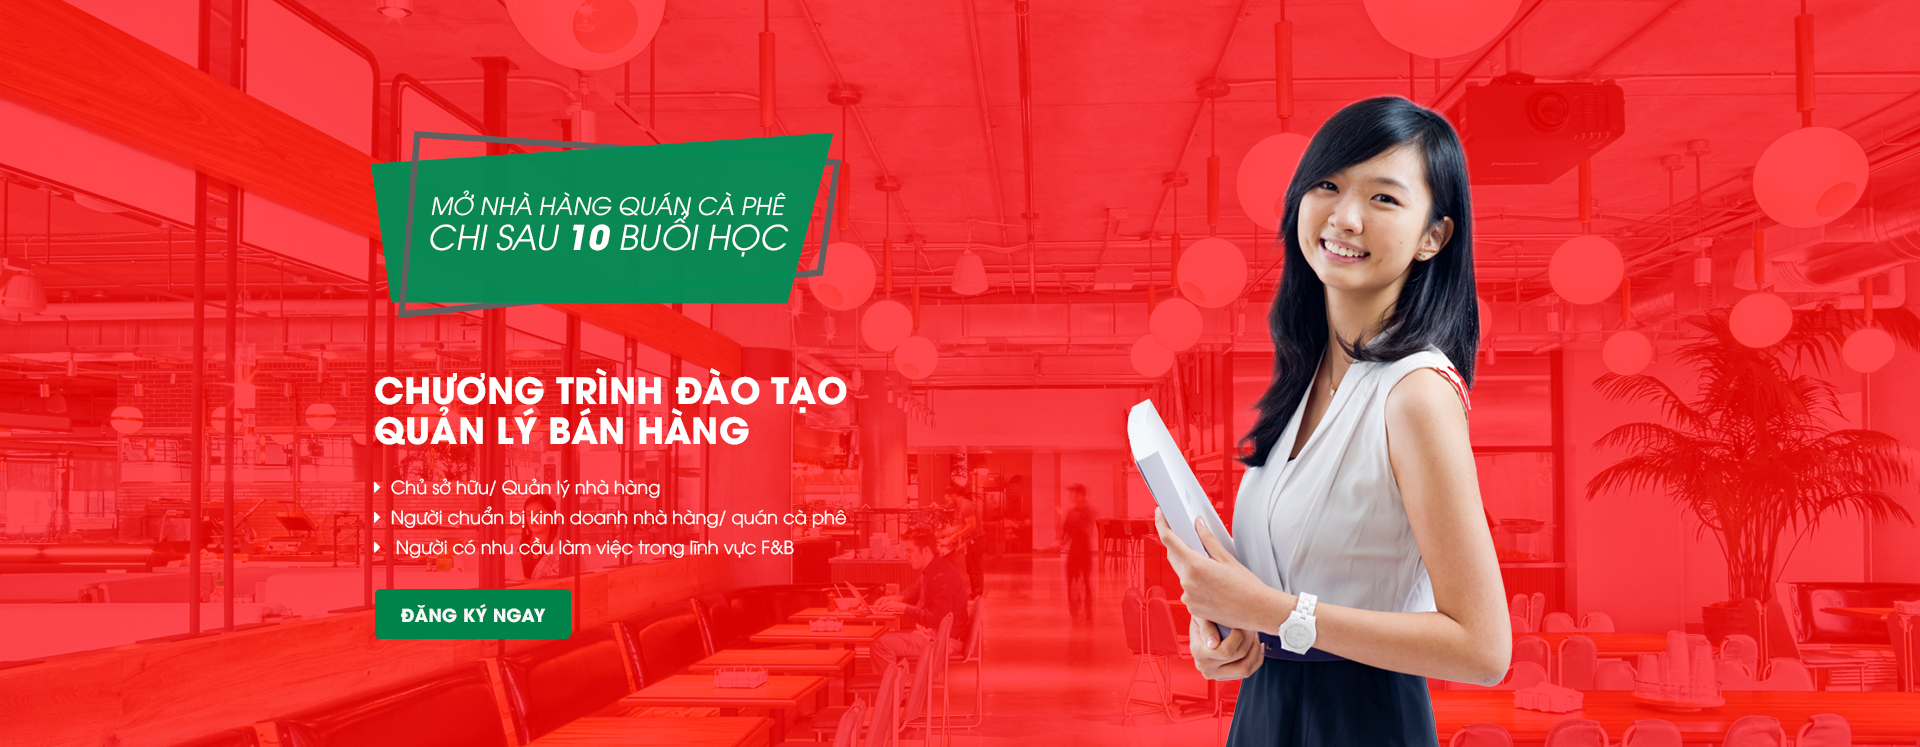 MỞ NHÀ HÀNG QUÁN CÀ PHÊ
CHI SAU 10 BUỔI HỌC
CHƯƠNG TRÌNH ĐÀO TẠO
QUẢN LÝ BÁN HÀNG
Chủ sở hữu/ Quản lý nhà hàng
Người chuẩn bị kinh doanh nhà hàng/ quán cà phê
Người có nhu cầu làm việc trong lĩnh vực F&B
ĐĂNG KÝ NGAY